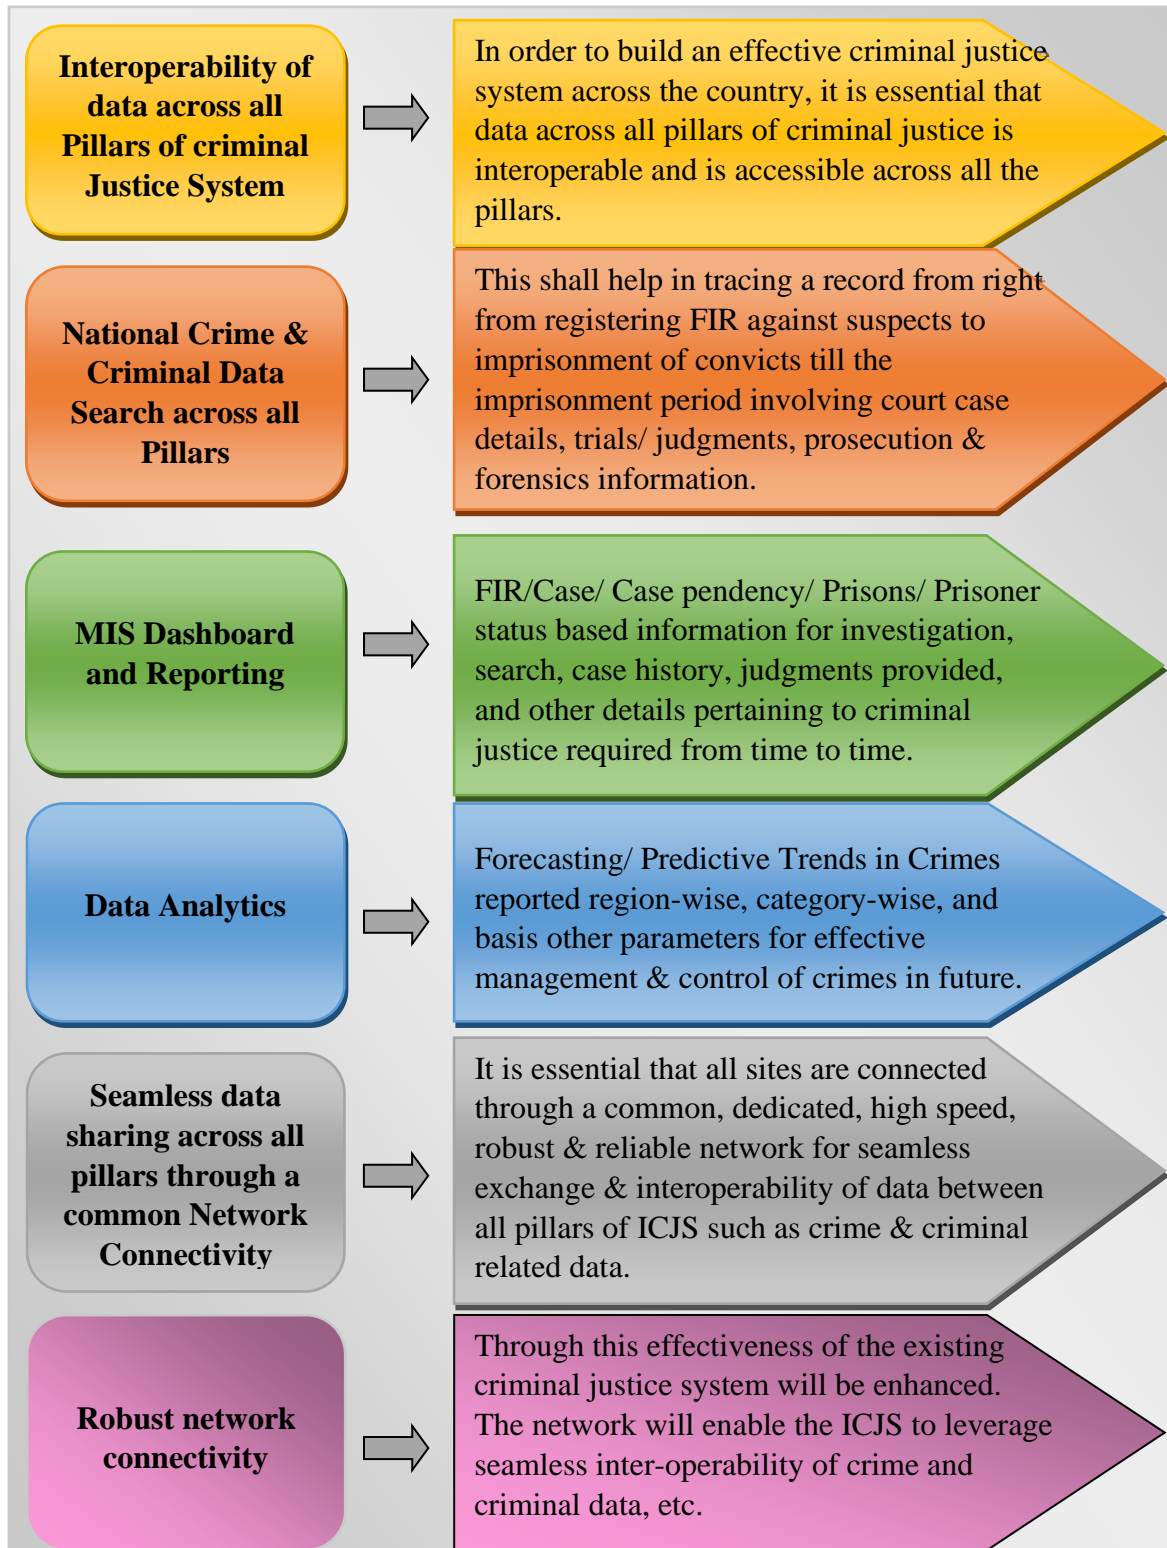 Interoperability of
data across all
Pillars of criminal
Justice System
In order to build an effective criminal justice
system across the country, it is essential that
data across all pillars of criminal justice is
interoperable and is accessible across all the
pillars.
National Crime &
Criminal Data
Search across all
Pillars
This shall help in tracing a record from right
from registering FIR against suspects to
imprisonment of convicts till the
imprisonment period involving court case
details, trials/ judgments, prosecution &
forensics information.
MIS Dashboard
and Reporting
FIR/Case/ Case pendency/ Prisons/ Prisoner
status based information for investigation,
search, case history, judgments provided,
and other details pertaining to criminal
justice required from time to time.
Data Analytics
Forecasting/ Predictive Trends in Crimes
reported region-wise, category-wise, and
basis other parameters for effective
management & control of crimes in future.
Seamless data
sharing across all
pillars through a
common Network
Connectivity
It is essential that all sites are connected
through a common, dedicated, high speed,
robust & reliable network for seamless
exchange & interoperability of data between
all pillars of ICJS such as crime & criminal
related data.
Robust network
connectivity
Through this effectiveness of the existing
criminal justice system will be enhanced.
The network will enable the ICJS to leverage
seamless inter-operability of crime and
criminal data, etc.